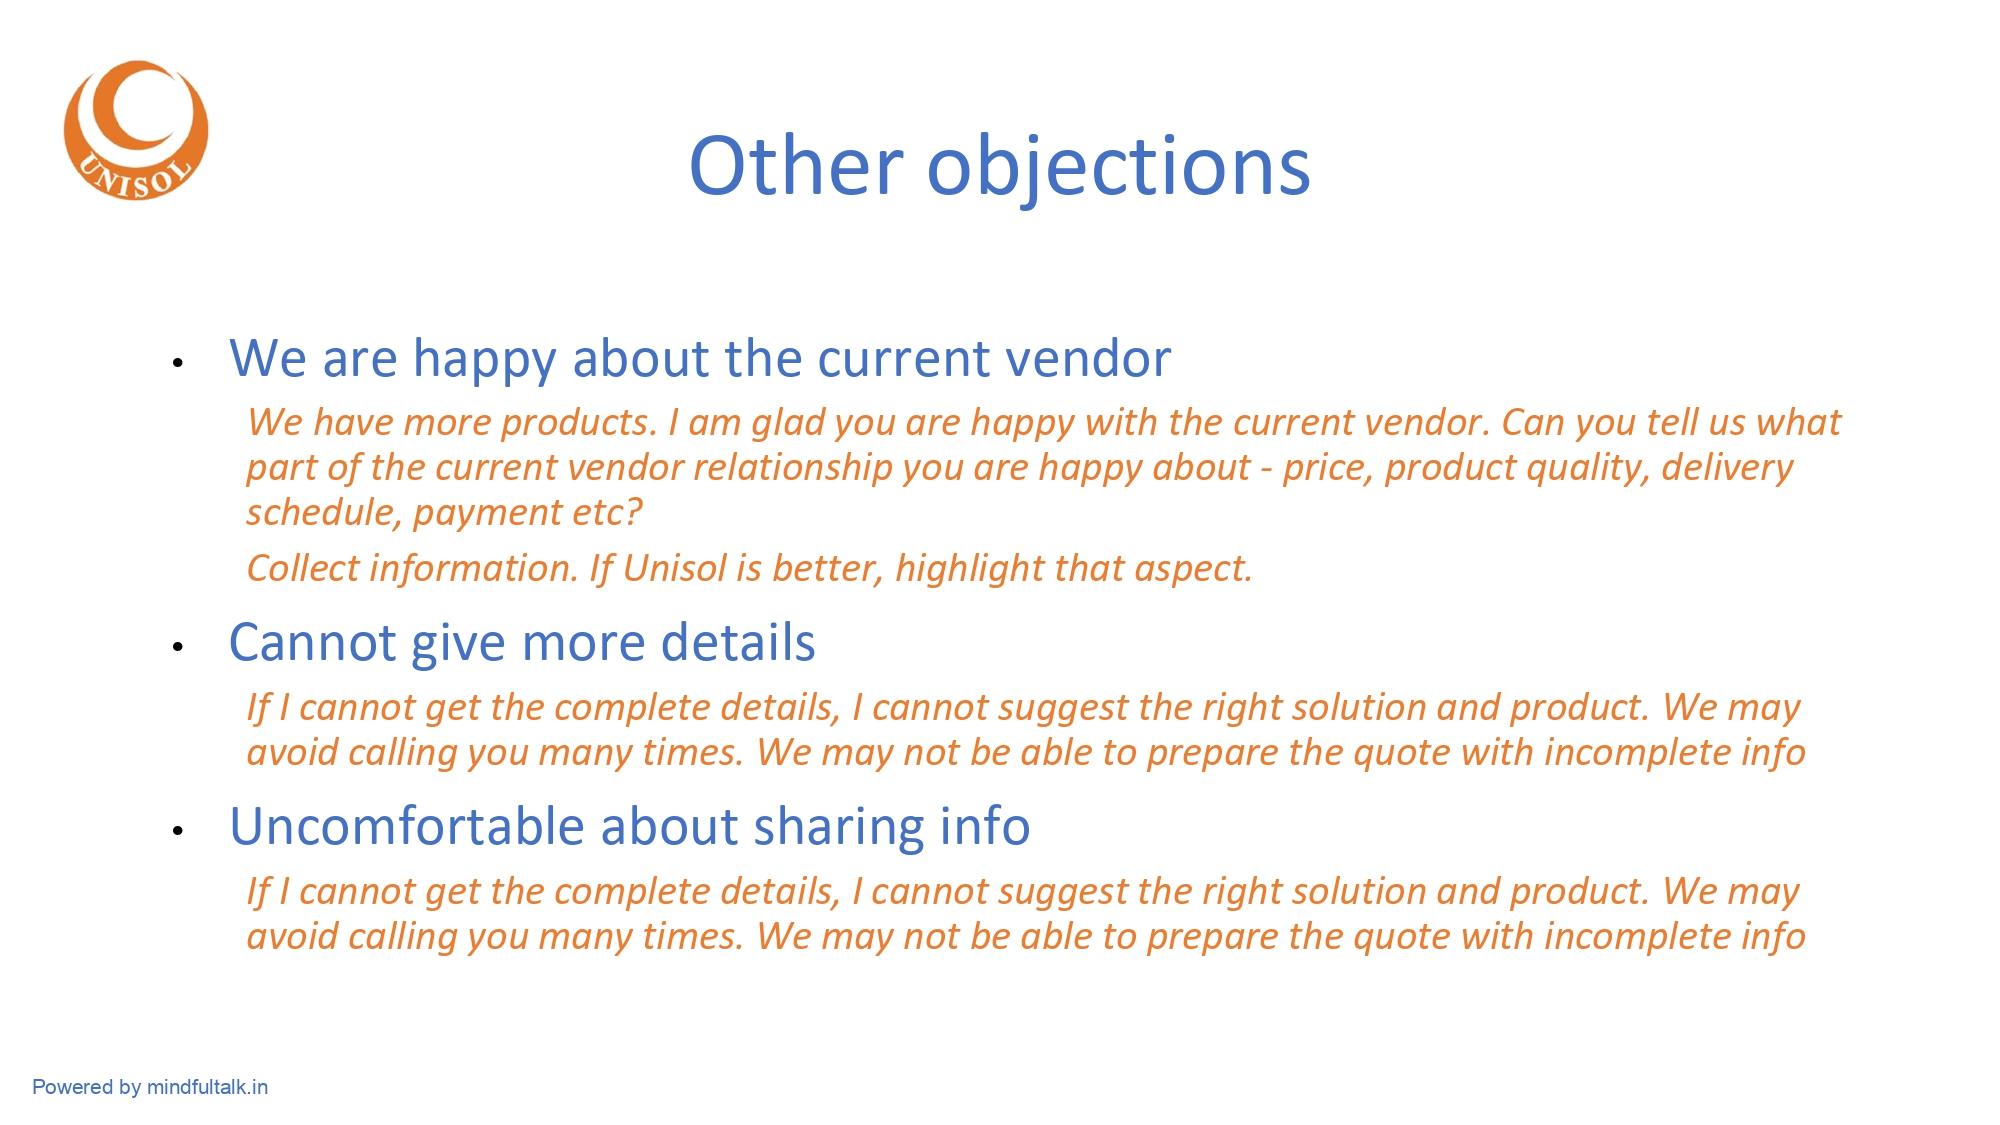 UNISOL
Other objections
• We are happy about the current vendor
We have more products. I am glad you are happy with the current vendor. Can you tell us what
part of the current vendor relationship you are happy about - price, product quality, delivery
schedule, payment etc?
Collect information. If Unisol is better, highlight that aspect.
• Cannot give more details
If I cannot get the complete details, I cannot suggest the right solution and product. We may
avoid calling you many times. We may not be able to prepare the quote with incomplete info
• Uncomfortable about sharing info
If I cannot get the complete details, I cannot suggest the right solution and product. We may
avoid calling you many times. We may not be able to prepare the quote with incomplete info
Powered by mindfultalk.in